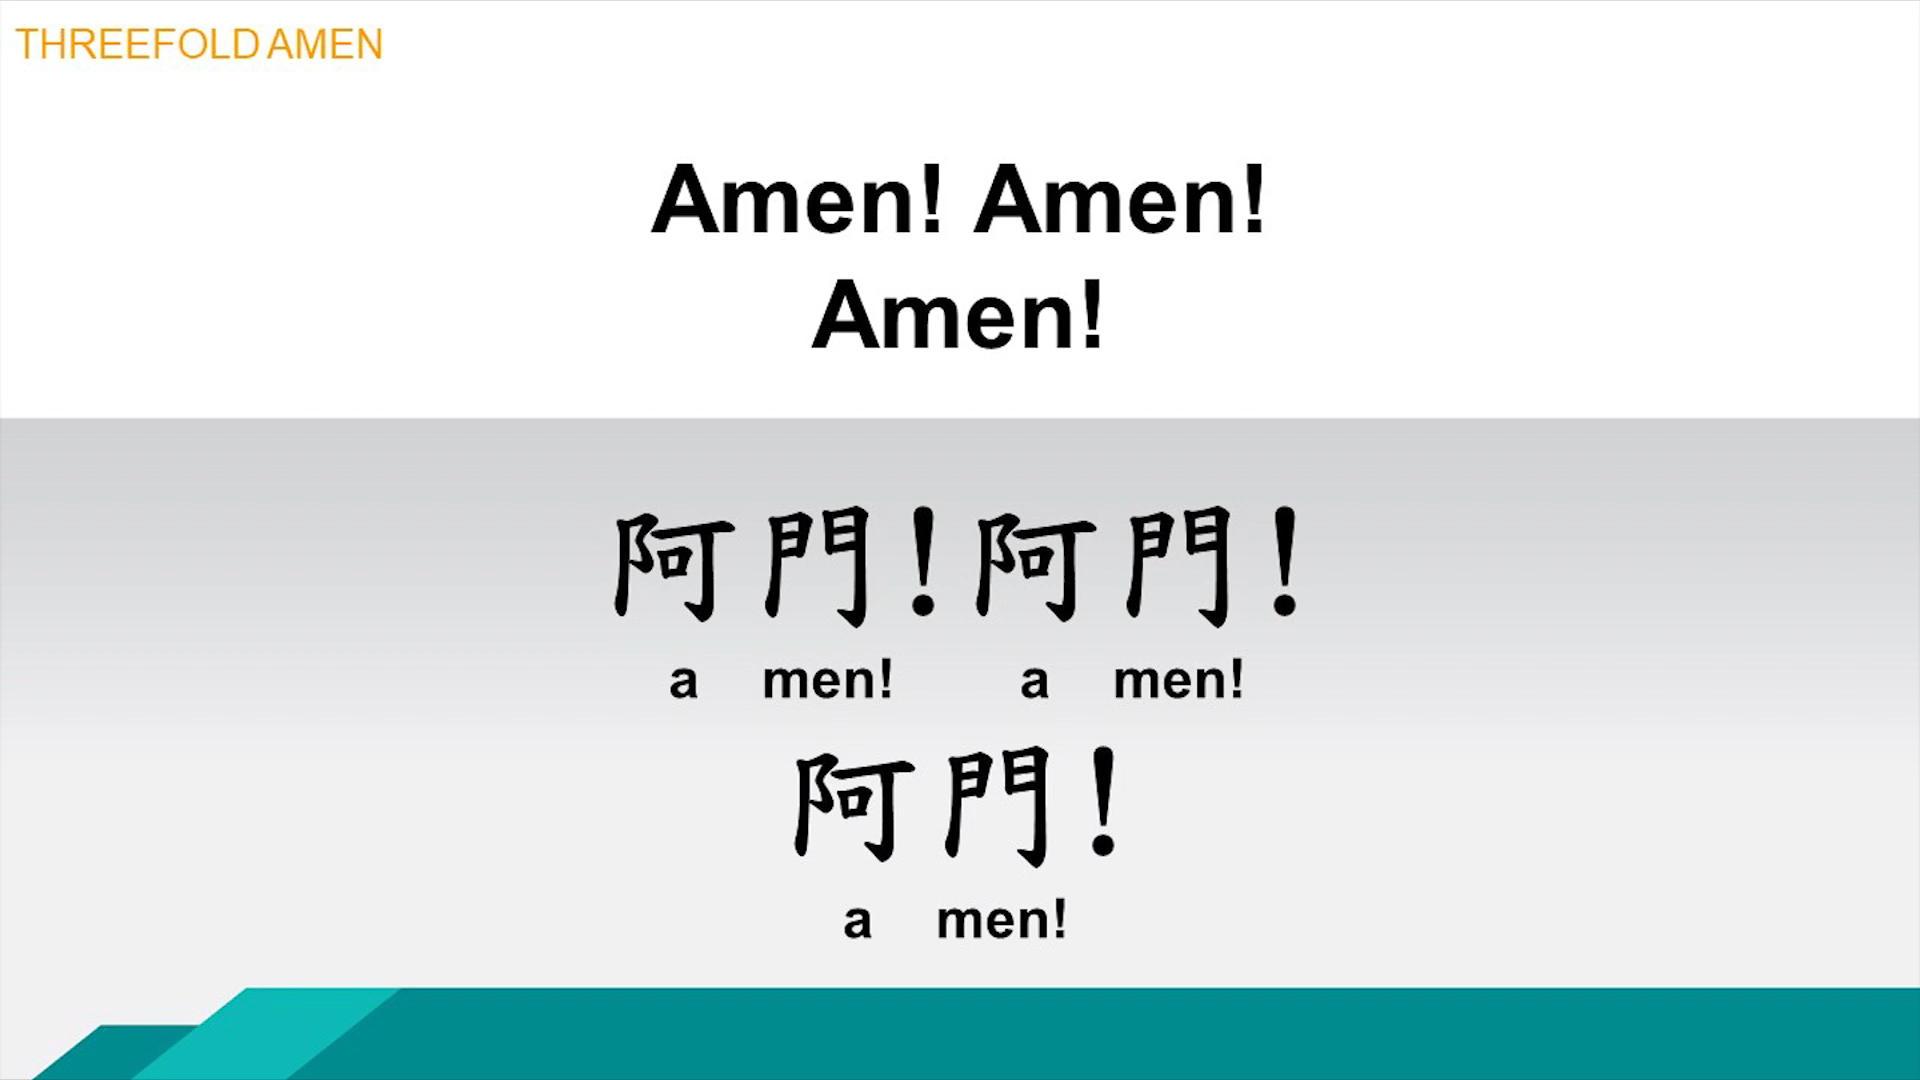 THREEFOLD AMEN
Amen! Amen!
Amen!
阿門!阿門!
a men! a men!
阿門!
a men!